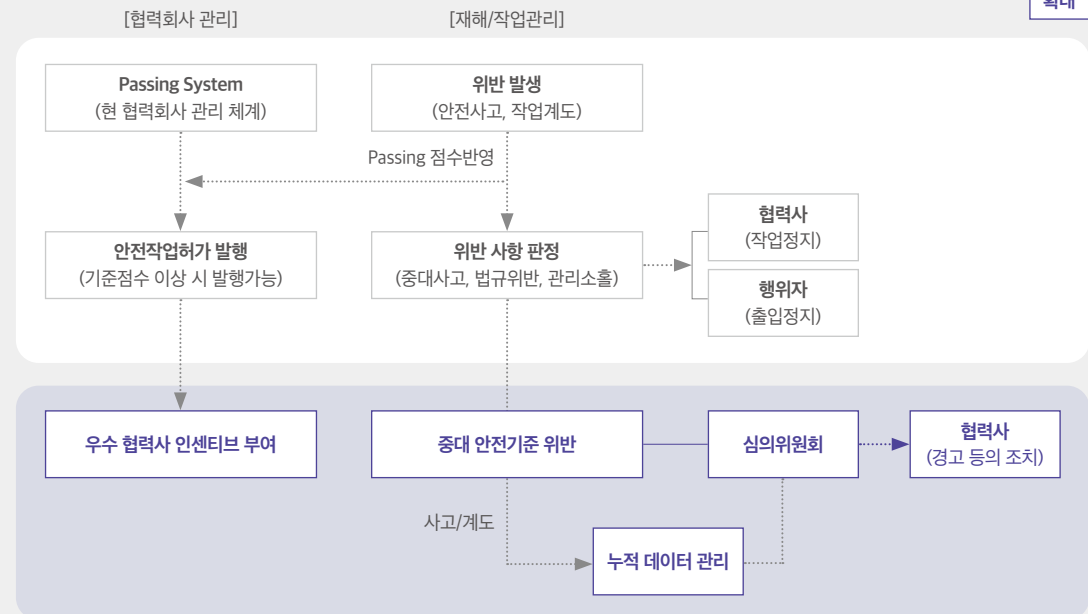 확대
[협력회사 관리]
[재해/작업관리]
Passing System
(현 협력회사 관리 체계)
위반 발생
(안전사고, 작업계도)
Passing 점수반영
안전작업허가 발행
(기준점수 이상 시 발행가능)
위반 사항 판정
(중대사고, 법규위반, 관리소홀)
협력사
(작업정지)
행위자
(출입정지)
우수 협력사 인센티브 부여
중대 안전기준 위반
심의위원회
협력사
(경고 등의 조치)
사고/계도
누적 데이터 관리